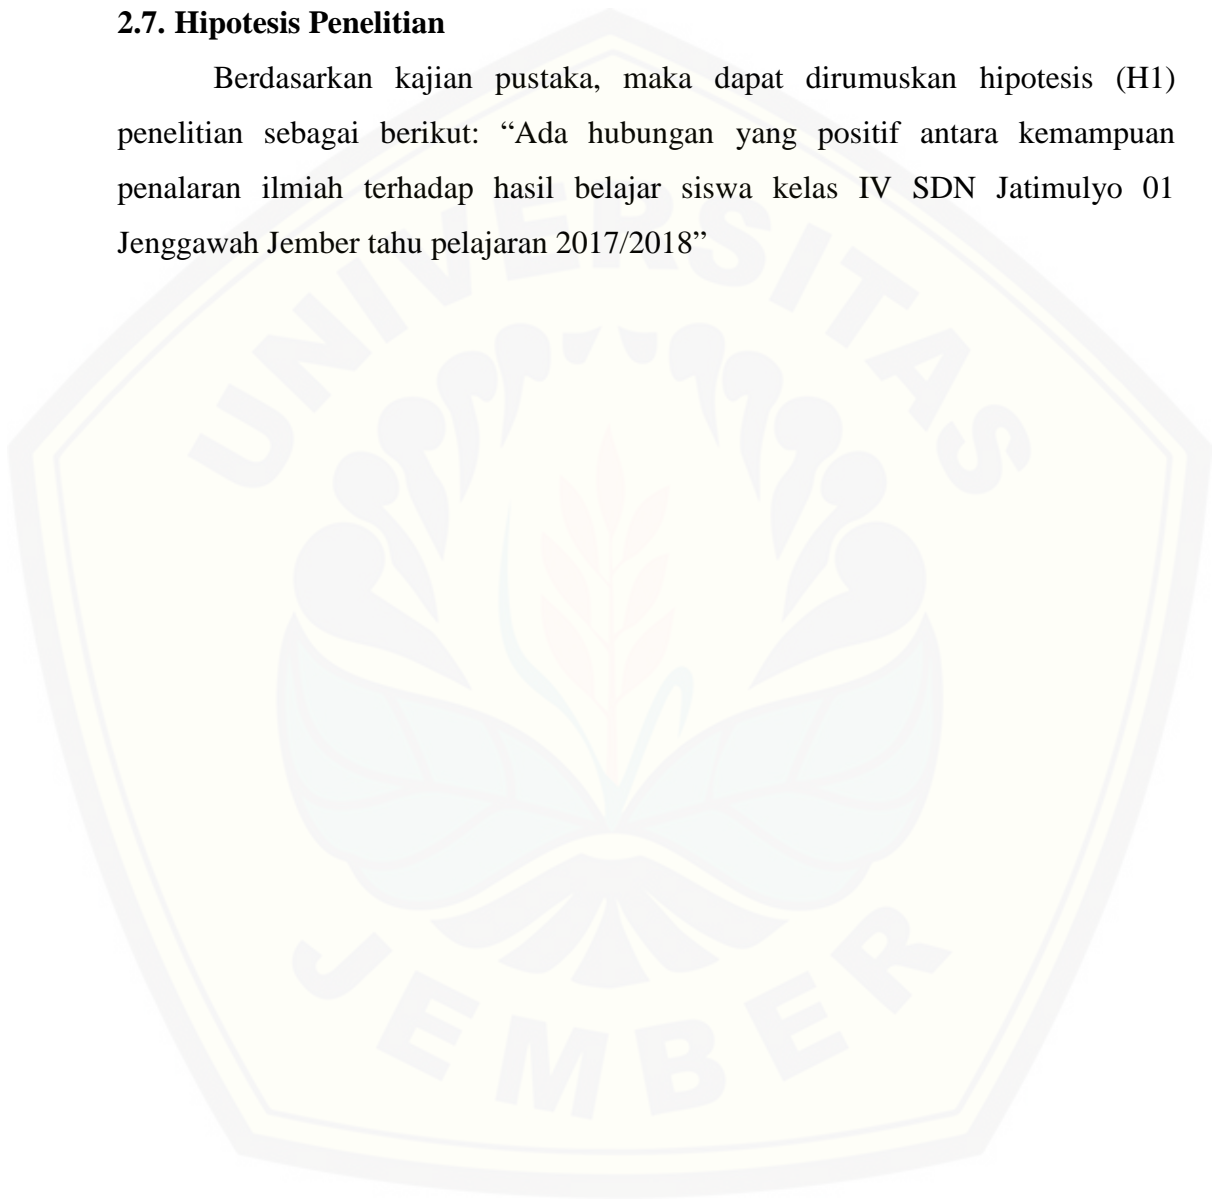 2.7. Hipotesis Penelitian
Berdasarkan kajian pustaka, maka dapat dirumuskan hipotesis (H1)
penelitian sebagai berikut: “Ada hubungan yang positif antara kemampuan
penalaran ilmiah terhadap hasil belajar siswa kelas IV SDN Jatimulyo 01
Jenggawah Jember tahu pelajaran 2017/2018”
UNIVERSITAS
JEMBER